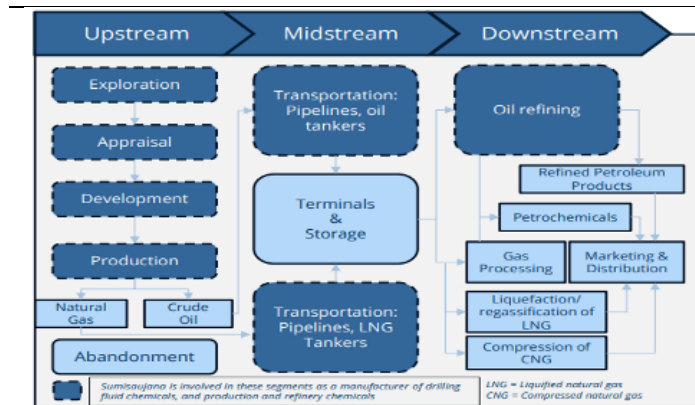 Upstream
Midstream
Downstream
Exploration
Appraisal
Development
Production
Natural
Gas
Crude
Oil
Abandonment
Transportation:
Pipelines, oil
tankers
Terminals
&
Storage
Transportation:
Pipelines, LNG
Tankers
Oil refining
Refined Petroleum
Products
Petrochemicals
Gas
Processing
Marketing &
Distribution
Liquefaction/
regassification of
LNG
Compression of
CNG
Sumisaujana is involved in these segments as a manufacturer of drilling
fluid chemicals, and production and refinery chemicals
LNG = Liquified natural gas
CNG = Compressed natural gas